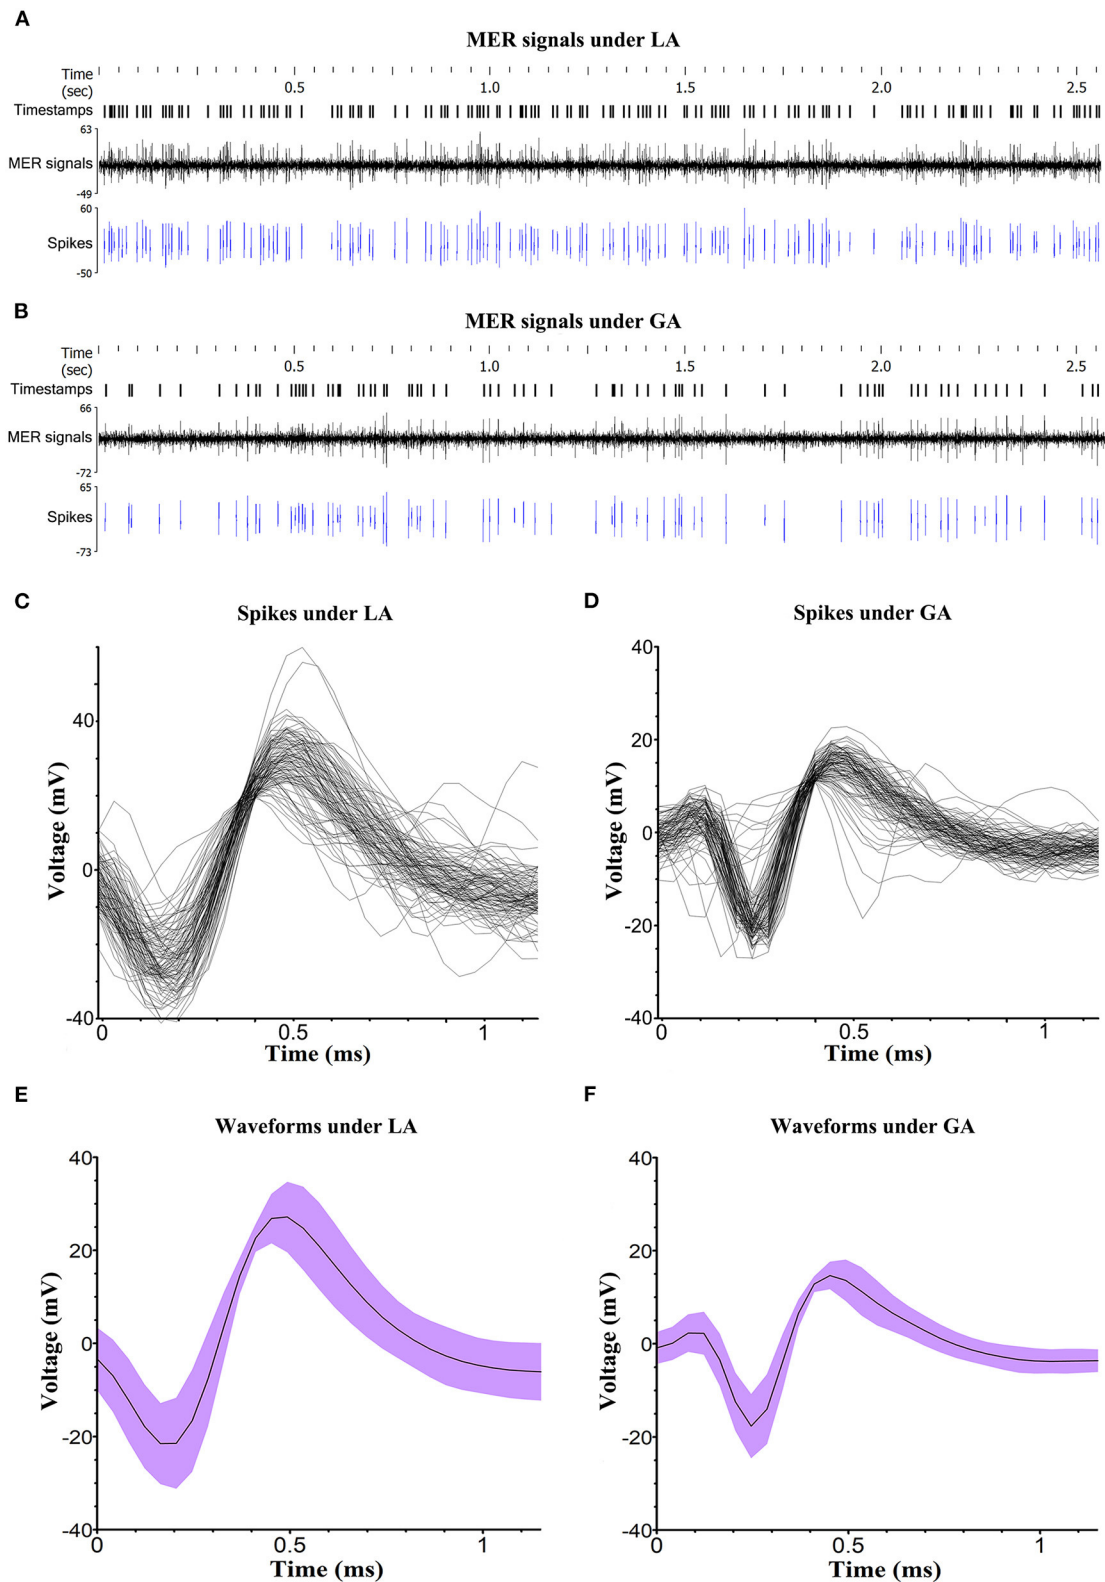 A
MER signals under LA
Time
(sec)
0.5 1.0 1.5 2.0 2.5
Timestamps
63
MER signals
-49
60
Spikes
-50
B
MER signals under GA
Time
(sec)
0.5 1.0 1.5 2.0 2.5
Timestamps
66
MER signals
-72
65
Spikes
-73
C
Spikes under LA
40
0
-40
Voltage (mV)
0 0.5 1
Time (ms)
D
Spikes under GA
40
20
0
-20
-40
Voltage (mV)
0 0.5 1
Time (ms)
E
Waveforms under LA
40
20
0
-20
-40
Voltage (mV)
0 0.5 1
Time (ms)
F
Waveforms under GA
40
20
0
-20
-40
Voltage (mV)
0 0.5 1
Time (ms)